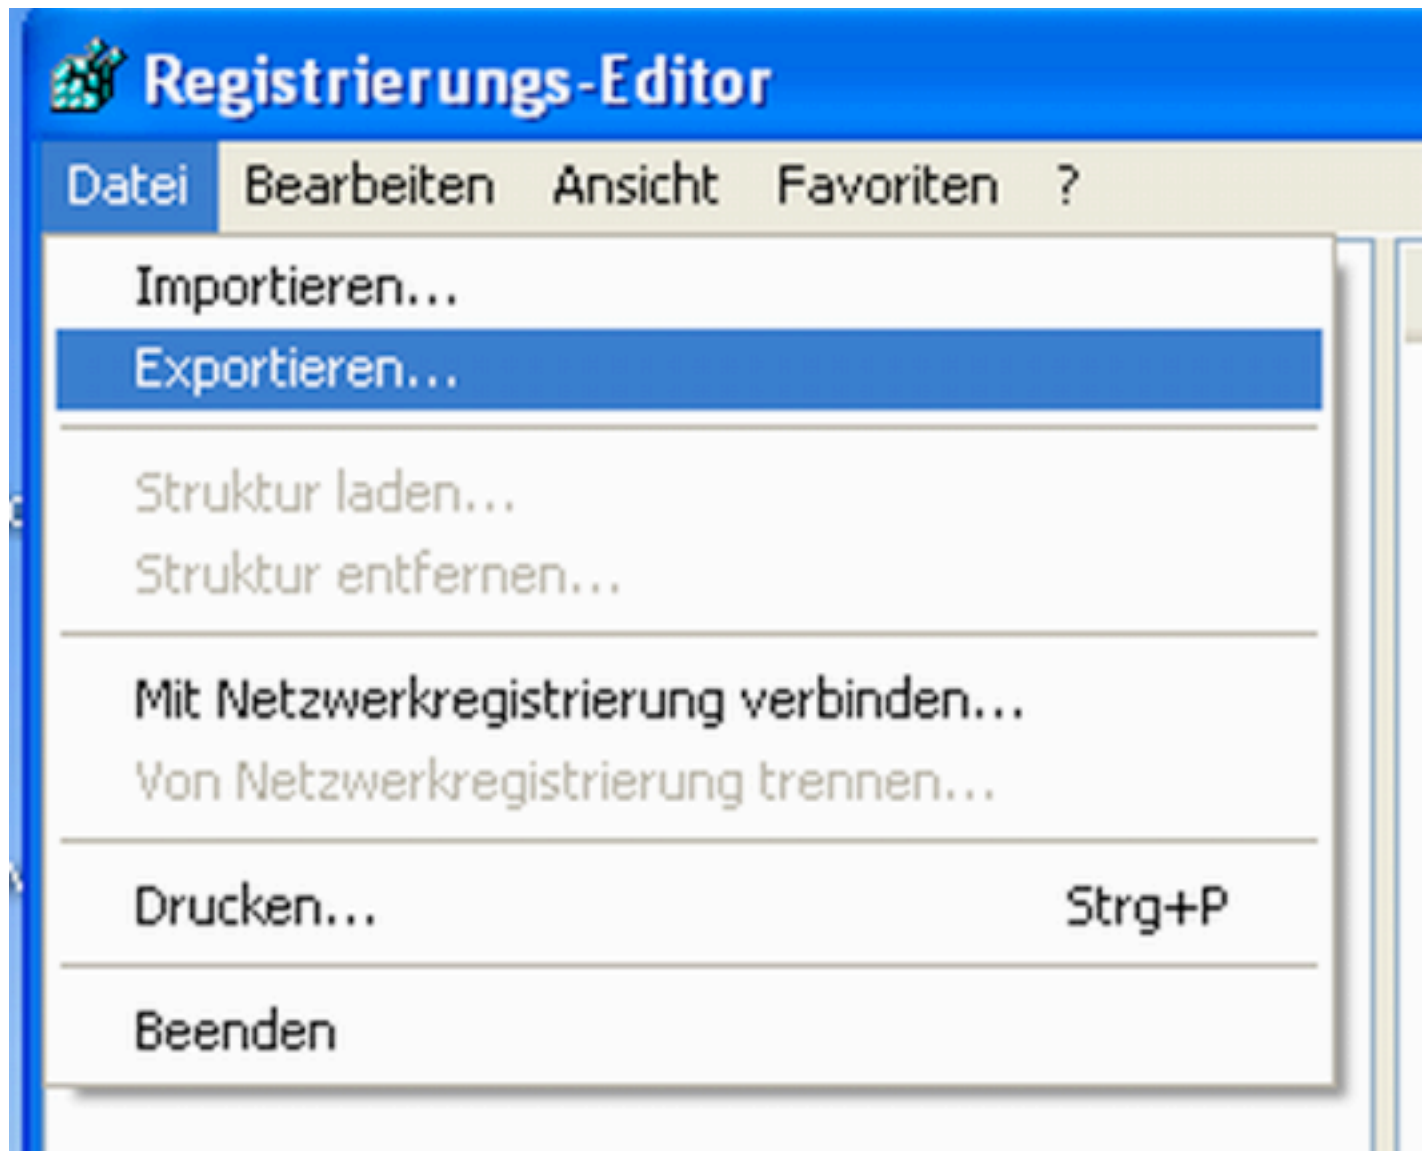 Registrierungs-Editor
Datei Bearbeiten Ansicht Favoriten ?
Importieren...
Exportieren...
Struktur laden...
Struktur entfernen...
Mit Netzwerkregistrierung verbinden...
Von Netzwerkregistrierung trennen...
Drucken... Strg+P
Beenden